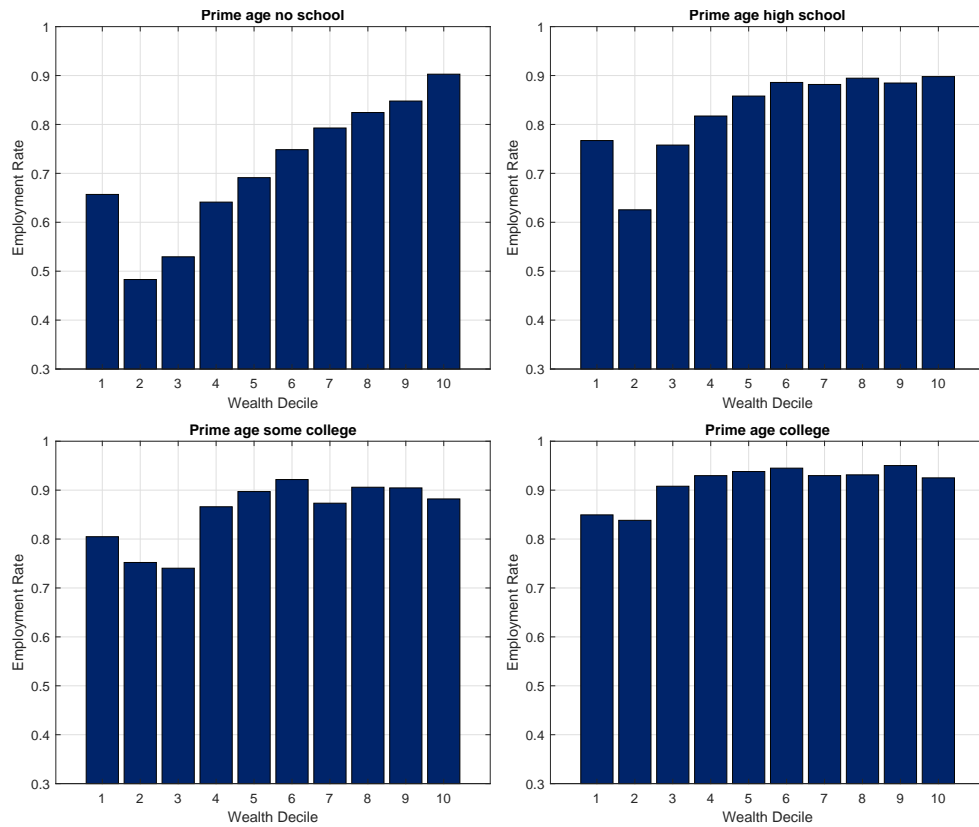 Prime age no school
1
0.9
0.8
0.7
0.6
0.5
0.4
0.3
Employment Rate
1 2 3 4 5 6 7 8 9 10
Wealth Decile
Prime age high school
1
0.9
0.8
0.7
0.6
0.5
0.4
0.3
Employment Rate
1 2 3 4 5 6 7 8 9 10
Wealth Decile
Prime age some college
1
0.9
0.8
0.7
0.6
0.5
0.4
0.3
Employment Rate
1 2 3 4 5 6 7 8 9 10
Wealth Decile
Prime age college
1
0.9
0.8
0.7
0.6
0.5
0.4
0.3
Employment Rate
1 2 3 4 5 6 7 8 9 10
Wealth Decile